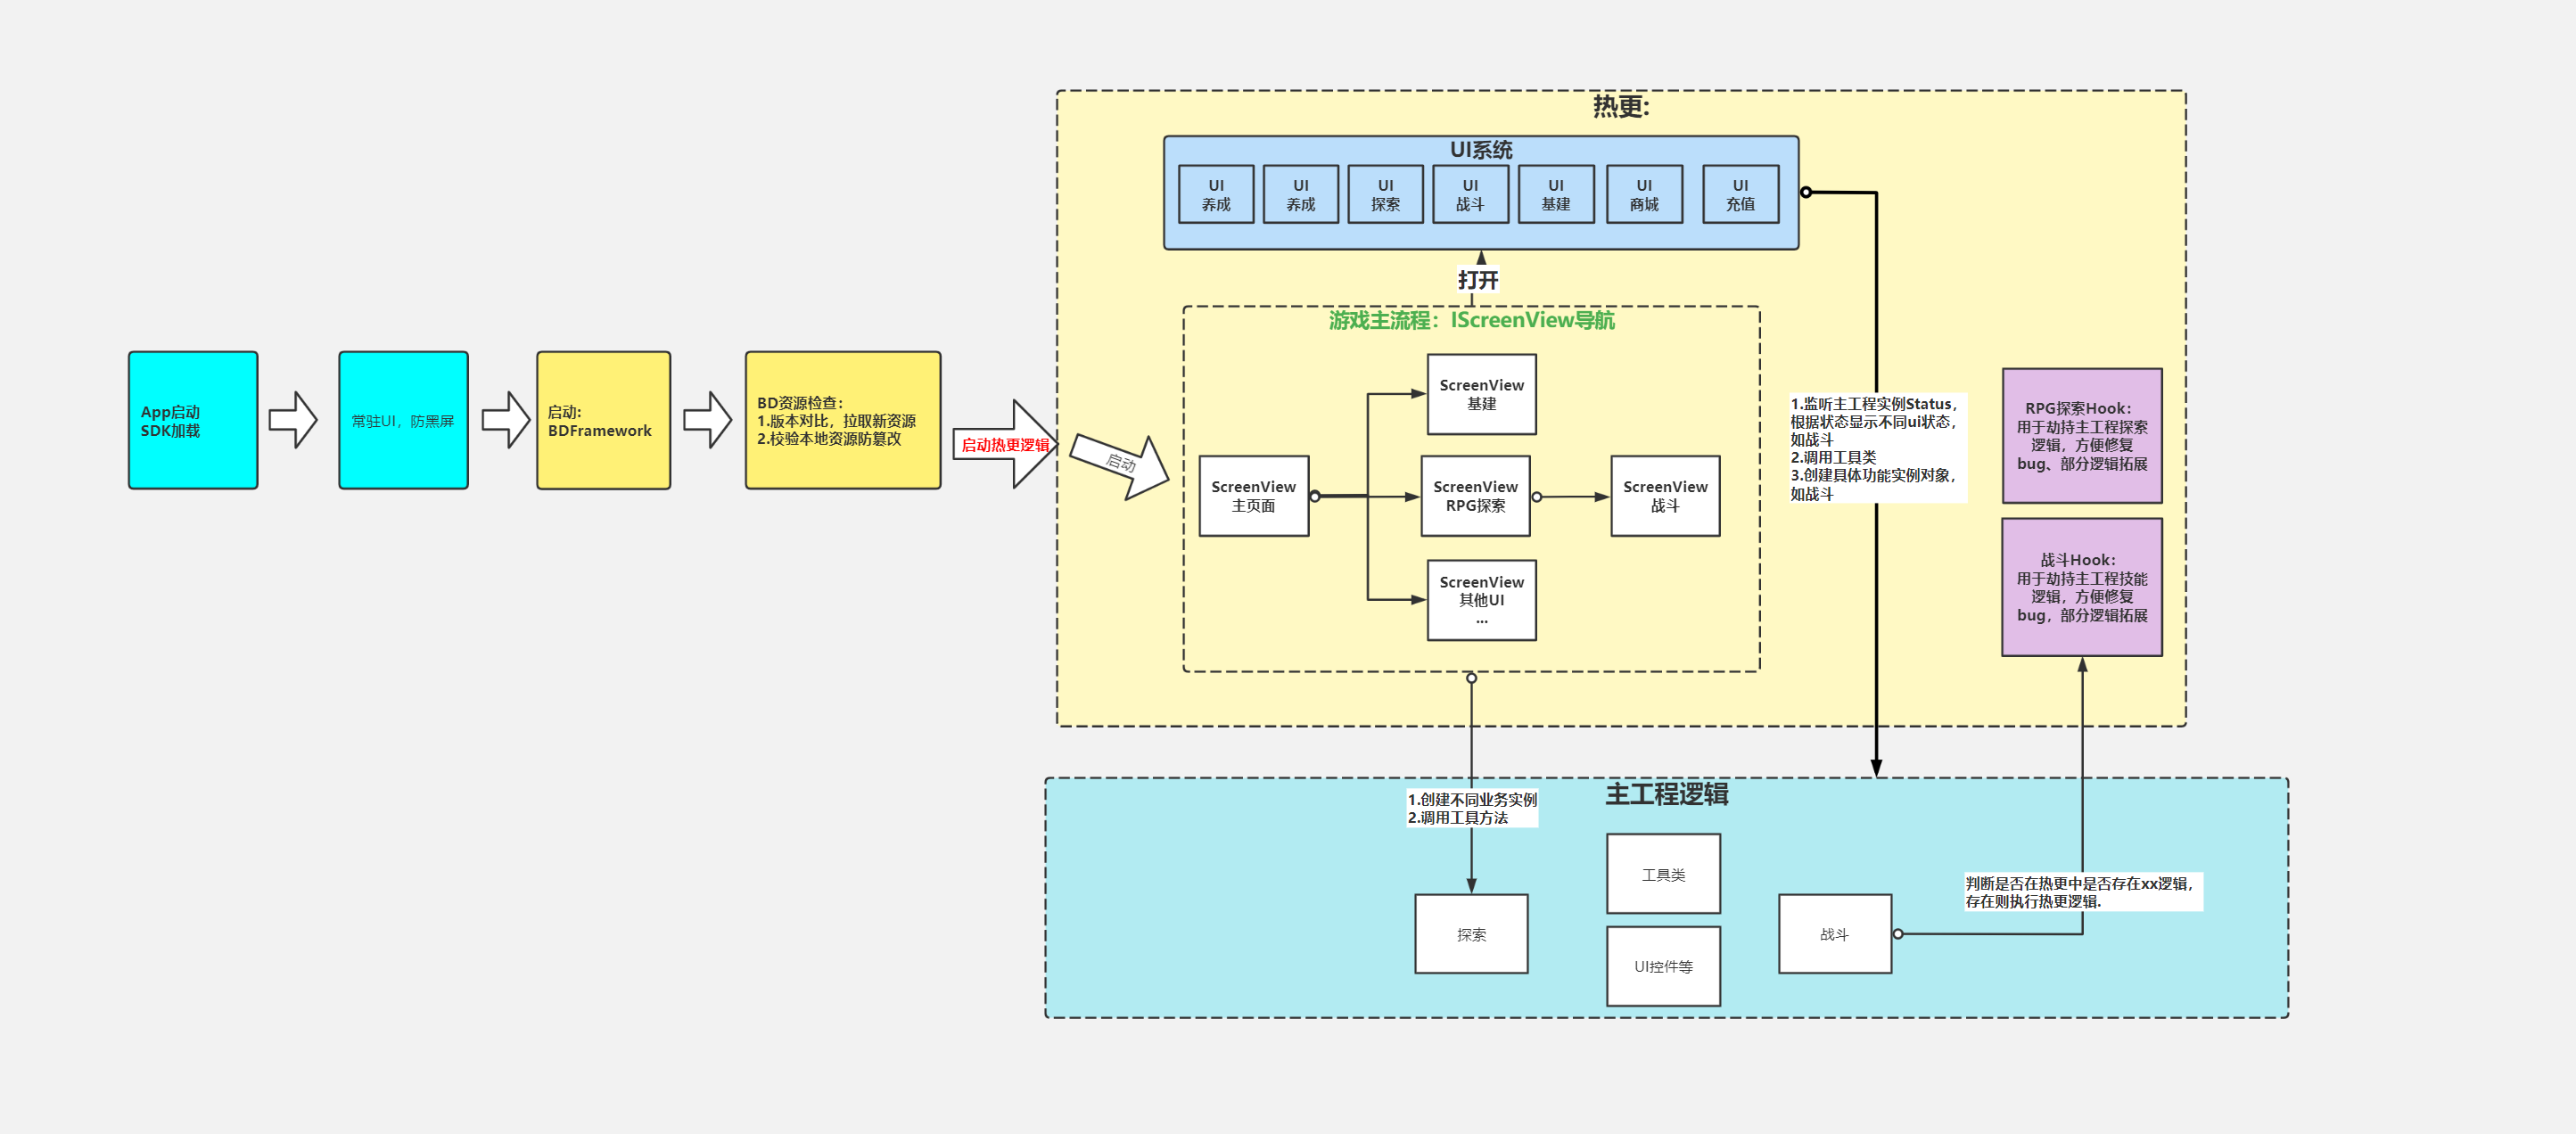 App启动
SDK加载
常驻UI，防黑屏
启动：
BDFramework
BD资源检查：
1.版本对比，拉取新资源
2.校验本地资源防篡改
启动热更逻辑
启动
热更:
UI系统
UI
养成
UI
养成
UI
探索
UI
战斗
UI
基建
UI
商城
UI
充值
打开
游戏主流程：IScreenView导航
ScreenView
主页面
ScreenView
基建
ScreenView
RPG探索
ScreenView
战斗
ScreenView
其他UI
...
1.监听主工程实例Status，
根据状态显示不同ui状态，
如战斗
2.调用工具类
3.创建具体功能实例对象，
如战斗
RPG探索Hook：
用于劫持主工程探索
逻辑，方便修复
bug、部分逻辑拓展
战斗Hook：
用于劫持主工程技能
逻辑，方便修复
bug，部分逻辑拓展
主工程逻辑
1.创建不同业务实例
2.调用工具方法
探索
工具类
UI控件等
战斗
判断是否在热更中是否存在xx逻辑，
存在则执行热更逻辑.